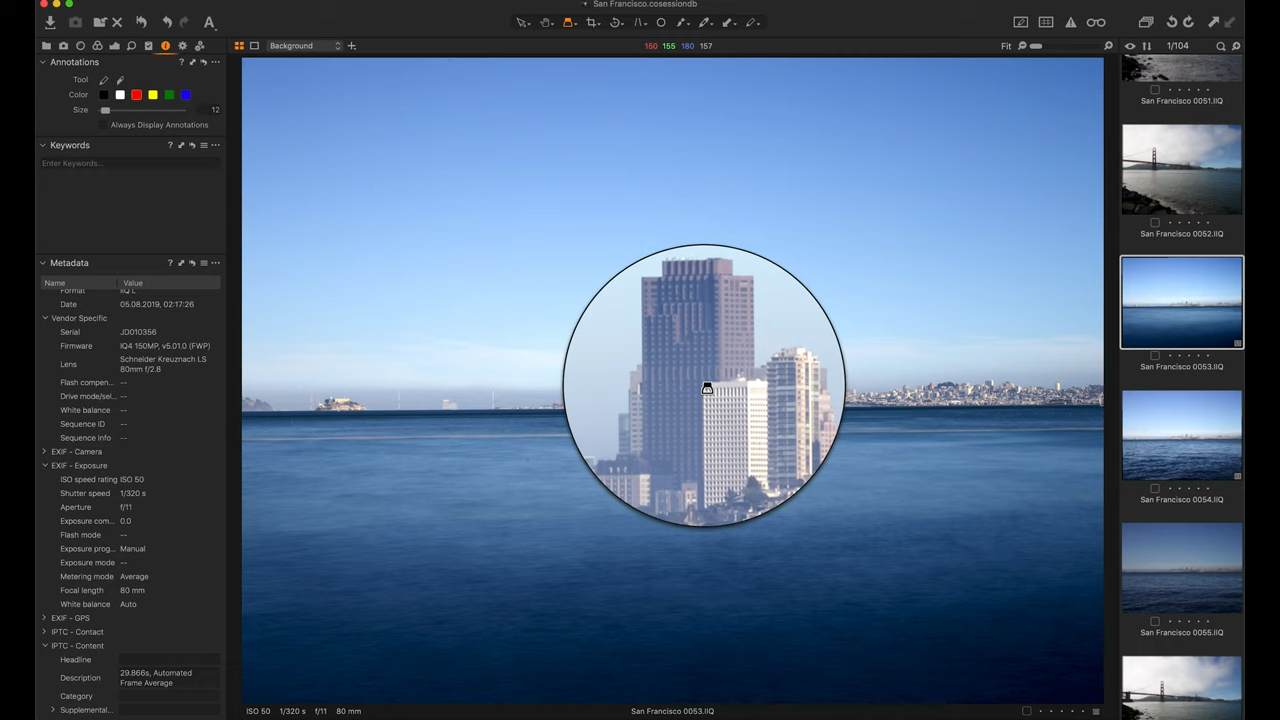 San Francisco.cosessiondb
A
Background
150 155 180 157
Fit
1/104
Annotations
?
Tool
Color
Size 12
Always Display Annotations
Keywords
?
Enter Keywords...
Metadata
?
Name Value
Format IIQ L
Date 05.08.2019, 02:17:26
Vendor Specific
Serial JD010356
Firmware IQ4 150MP, v5.01.0 (FWP)
Lens Schneider Kreuznach LS
80mm f/2.8
Flash compen... --
Drive mode/sel... --
White balance --
Sequence ID --
Sequence Info --
EXIF - Camera
EXIF - Exposure
ISO speed rating ISO 50
Shutter speed 1/320 s
Aperture f/11
Exposure com... 0.0
Flash mode --
Exposure prog... Manual
Exposure mode --
Metering mode Average
Focal length 80 mm
White balance Auto
EXIF - GPS
IPTC - Contact
IPTC - Content
Headline
Description 29.866s, Automated
Frame Average
Category
Supplemental...
ISO 50 1/320 s f/11 80 mm
San Francisco 0053.IIQ
San Francisco 0051.IIQ
San Francisco 0052.IIQ
San Francisco 0053.IIQ
San Francisco 0054.IIQ
San Francisco 0055.IIQ